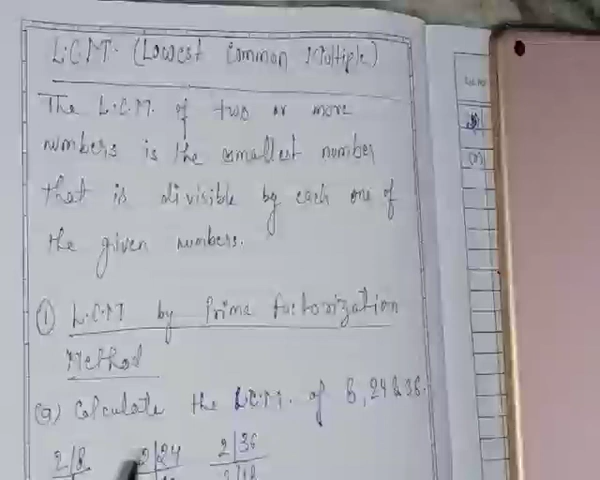 L.C.M. (Lowest Common Multiple)
The L.C.M. of two or more
numbers is the smallest number
that is divisible by each one of
the given numbers.
① L.C.M by Prime factorization
Method
(a) Calculate the L.C.M. of 8, 24 & 36.
2|8 2|24 2|36
2|18